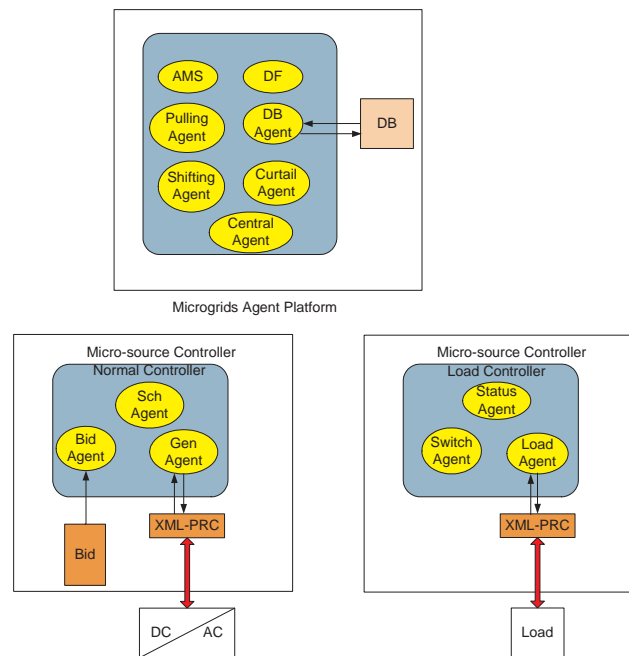 AMS
DF
Pulling
Agent
DB
Agent
DB
Shifting
Agent
Curtail
Agent
Central
Agent
Microgrids Agent Platform
Micro-source Controller
Normal Controller
Sch
Agent
Bid
Agent
Gen
Agent
XML-PRC
Bid
DC
AC
Micro-source Controller
Load Controller
Status
Agent
Switch
Agent
Load
Agent
XML-PRC
Load